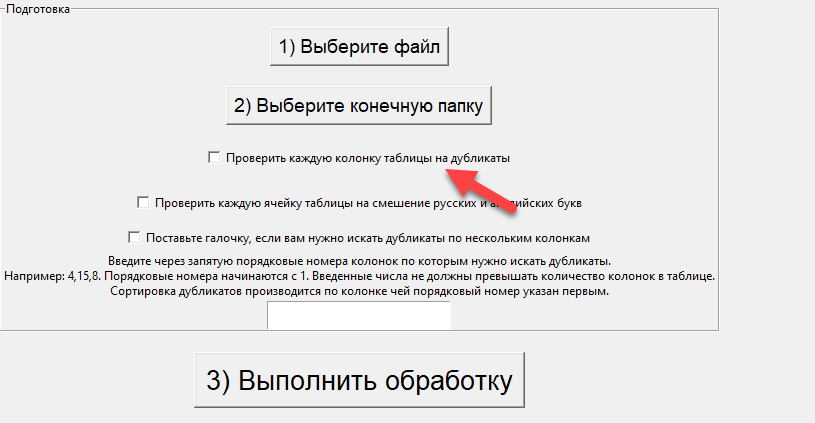 Подготовка
1) Выберите файл
2) Выберите конечную папку
Проверить каждую колонку таблицы на дубликаты
Проверить каждую ячейку таблицы на смешение русских и английских букв
Поставьте галочку, если вам нужно искать дубликаты по нескольким колонкам
Введите через запятую порядковые номера колонок по которым нужно искать дубликаты.
Например: 4,15,8. Порядковые номера начинаются с 1. Введенные числа не должны превышать количество колонок в таблице.
Сортировка дубликатов производится по колонке чей порядковый номер указан первым.
3) Выполнить обработку